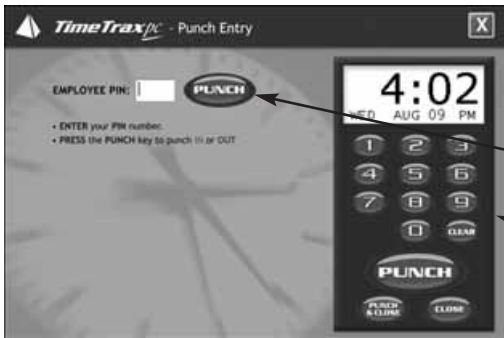 TimeTrax pc - Punch Entry X
EMPLOYEE PIN: PUNCH
• ENTER your PIN number.
• PRESS the PUNCH key to punch IN or OUT
4:02
WED AUG 09 PM
1 2 3
4 5 6
7 8 9
0 CLEAR
PUNCH
PUNCH & CLOSE CLOSE